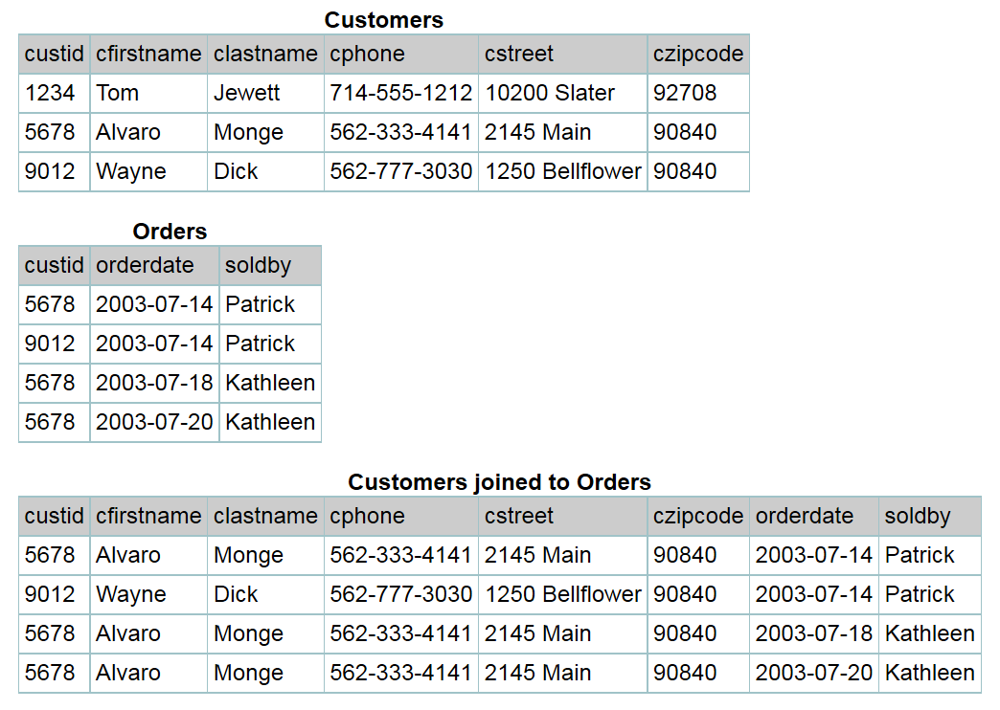 Customers
custid cfirstname clastname cphone cstreet czipcode
1234 Tom Jewett 714-555-1212 10200 Slater 92708
5678 Alvaro Monge 562-333-4141 2145 Main 90840
9012 Wayne Dick 562-777-3030 1250 Bellflower 90840
Orders
custid orderdate soldby
5678 2003-07-14 Patrick
9012 2003-07-14 Patrick
5678 2003-07-18 Kathleen
5678 2003-07-20 Kathleen
Customers joined to Orders
custid cfirstname clastname cphone cstreet czipcode orderdate soldby
5678 Alvaro Monge 562-333-4141 2145 Main 90840 2003-07-14 Patrick
9012 Wayne Dick 562-777-3030 1250 Bellflower 90840 2003-07-14 Patrick
5678 Alvaro Monge 562-333-4141 2145 Main 90840 2003-07-18 Kathleen
5678 Alvaro Monge 562-333-4141 2145 Main 90840 2003-07-20 Kathleen